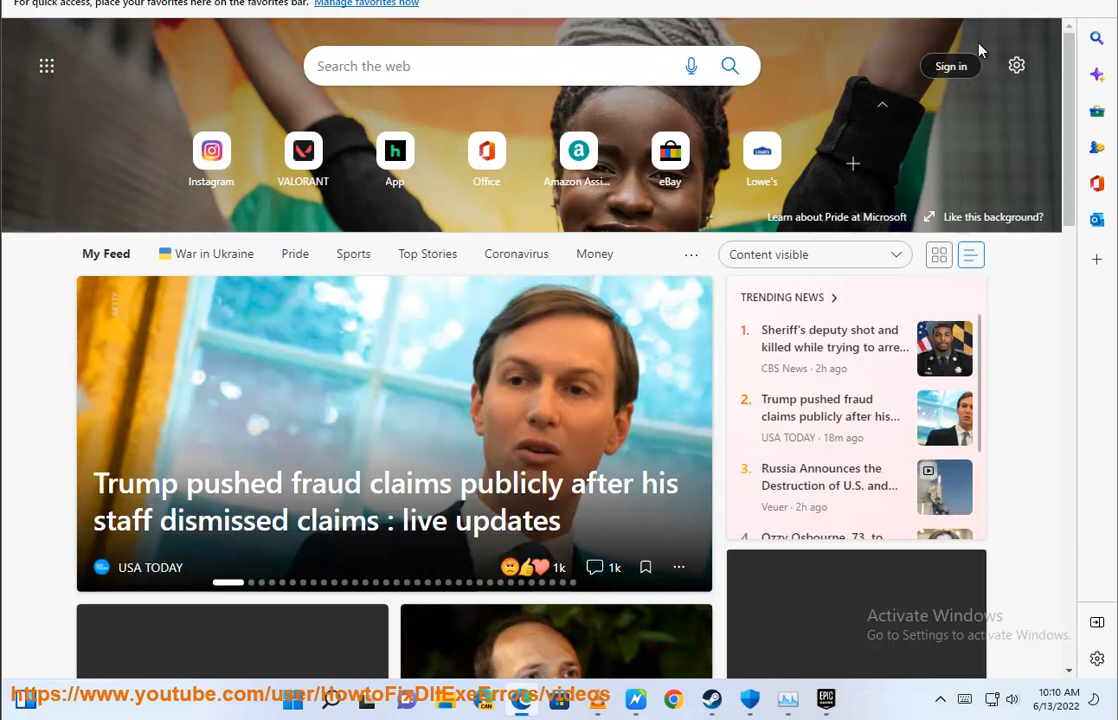 For quick access, place your favorites here on the favorites bar. Manage favorites now
Search the web
Sign in
Instagram
VALORANT
App
Office
Amazon Assi...
eBay
Lowe's
Learn about Pride at Microsoft
Like this background?
My Feed
War in Ukraine
Pride
Sports
Top Stories
Coronavirus
Money
...
Content visible
Trump pushed fraud claims publicly after his
staff dismissed claims : live updates
USA TODAY
1k
1k
TRENDING NEWS
1. Sheriff's deputy shot and
killed while trying to arre...
CBS News · 2h ago
2. Trump pushed fraud
claims publicly after his...
USA TODAY · 18m ago
3. Russia Announces the
Destruction of U.S. and...
Veuer · 2h ago
4. Ozzy Osbourne, 73, to
Activate Windows
Go to Settings to activate Windows.
https://www.youtube.com/user/HowtoFixDllExeErrors/videos
10:10 AM
6/13/2022